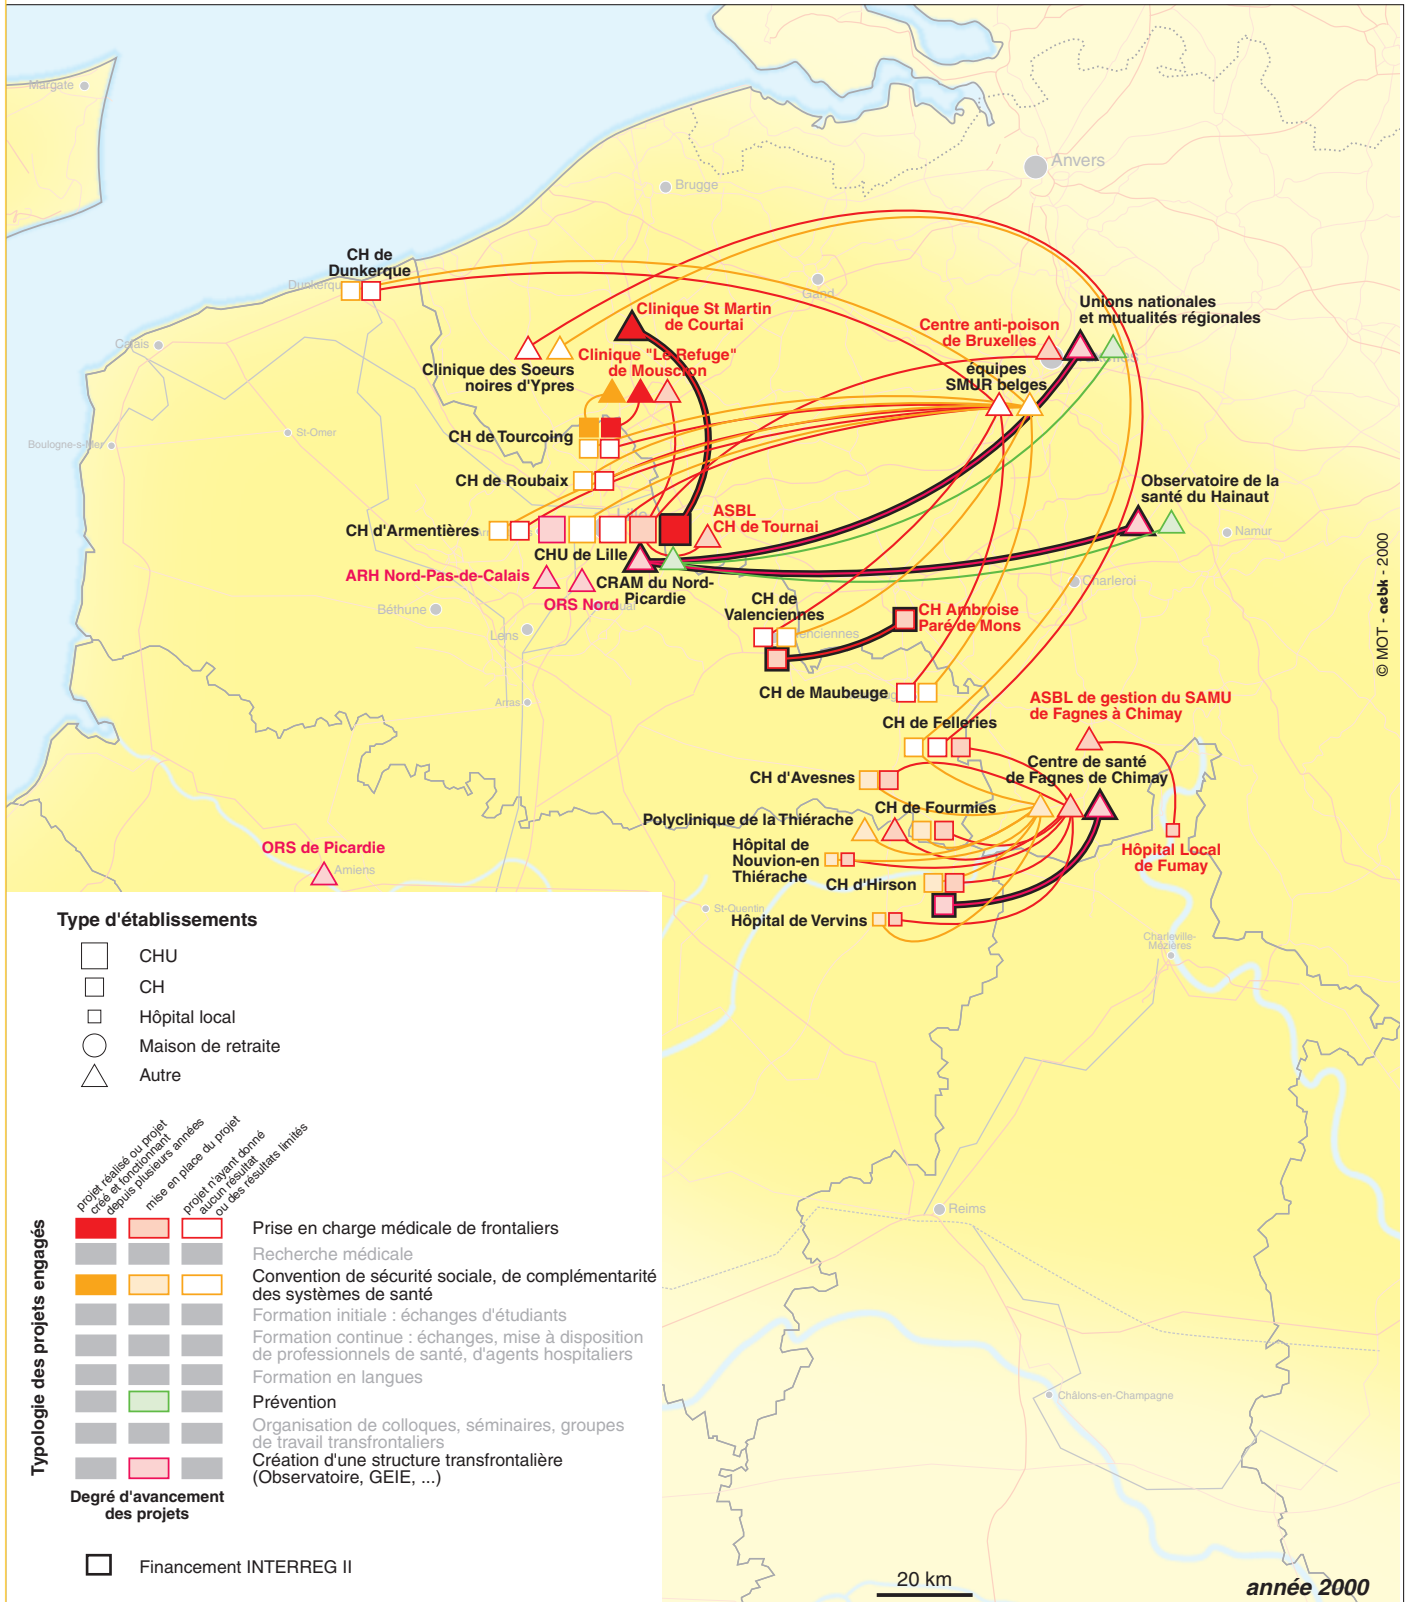 Margate
Anvers
Brugge
CH de
Dunkerque
Dunkerqu
Gand
Clinique St Martin
de Courtai
Unions nationales
et mutualités régionales
Centre anti-poison
de Bruxelles
Calais
Clinique "Le Refuge"
de Mouscron
Clinique des Soeurs
noires d'Ypres
équipes
SMUR belges
St-Omer
Boulogne-s-Mer
CH de Tourcoing
CH de Roubaix
Observatoire de la
santé du Hainaut
ASBL
CH de Tournai
CH d'Armentières
Lille
Namur
© MOT - aebk - 2000
CHU de Lille
ARH Nord-Pas-de-Calais
CRAM du Nord-
Picardie
ORS Nord
Charleroi
Béthune
CH de
Valenciennes
enciennes
CH Ambroise
Paré de Mons
Lens
CH de Maubeuge
Arras
ASBL de gestion du SAMU
de Fagnes à Chimay
CH de Felleries
Centre de santé
de Fagnes de Chimay
CH d'Avesnes
CH de Fourmies
Polyclinique de la Thiérache
Hôpital de
Nouvion-en
Thiérache
Hôpital Local
de Fumay
ORS de Picardie
Amiens
CH d'Hirson
St-Quentin
Hôpital de Vervins
Charleville-
Mézières
Type d'établissements
CHU
CH
Hôpital local
Maison de retraite
Autre
projet réalisé ou projet
créé et fonctionnant
depuis plusieurs années
mise en place du projet
projet n'ayant donné
aucun résultat
ou des résultats limités
Typologie des projets engagés
Prise en charge médicale de frontaliers
Recherche médicale
Convention de sécurité sociale, de complémentarité
des systèmes de santé
Formation initiale : échanges d'étudiants
Formation continue : échanges, mise à disposition
de professionnels de santé, d'agents hospitaliers
Formation en langues
Prévention
Organisation de colloques, séminaires, groupes
de travail transfrontaliers
Création d'une structure transfrontalière
(Observatoire, GEIE, ...)
Degré d'avancement
des projets
Financement INTERREG II
Reims
Châlons-en-Champagne
20 km
année 2000